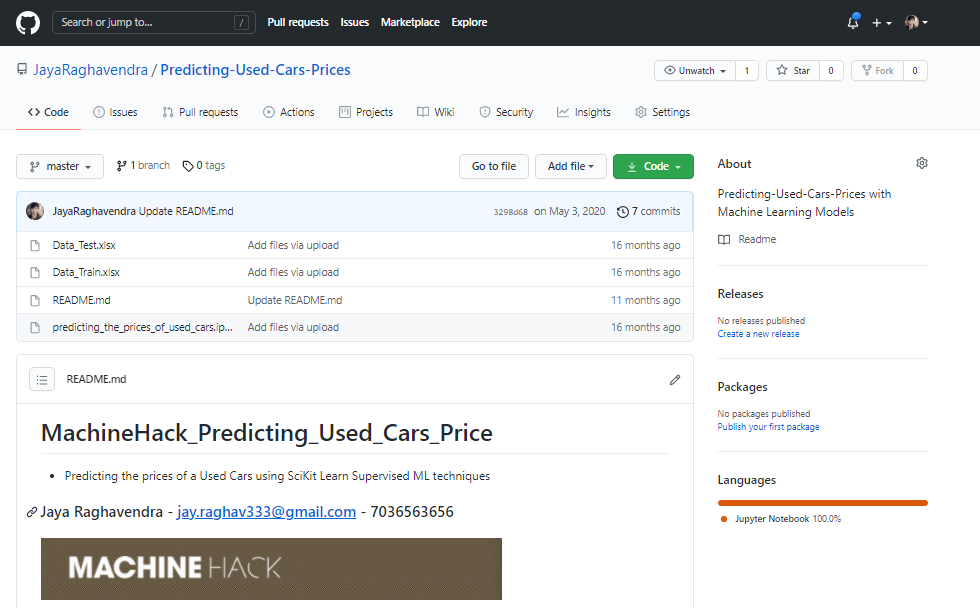 Search or jump to... /
Pull requests Issues Marketplace Explore
JayaRaghavendra / Predicting-Used-Cars-Prices
Unwatch 1 Star 0 Fork 0
Code Issues Pull requests Actions Projects Wiki Security Insights Settings
master 1 branch 0 tags Go to file Add file Code
JayaRaghavendra Update README.md 3298d68 on May 3, 2020 7 commits
Data_Test.xlsx Add files via upload 16 months ago
Data_Train.xlsx Add files via upload 16 months ago
README.md Update README.md 11 months ago
predicting_the_prices_of_used_cars.ip... Add files via upload 16 months ago
README.md
MachineHack_Predicting_Used_Cars_Price
• Predicting the prices of a Used Cars using SciKit Learn Supervised ML techniques
Jaya Raghavendra - jay.raghav333@gmail.com - 7036563656
MACHINE HACK
About
Predicting-Used-Cars-Prices with
Machine Learning Models
Readme
Releases
No releases published
Create a new release
Packages
No packages published
Publish your first package
Languages
Jupyter Notebook 100.0%